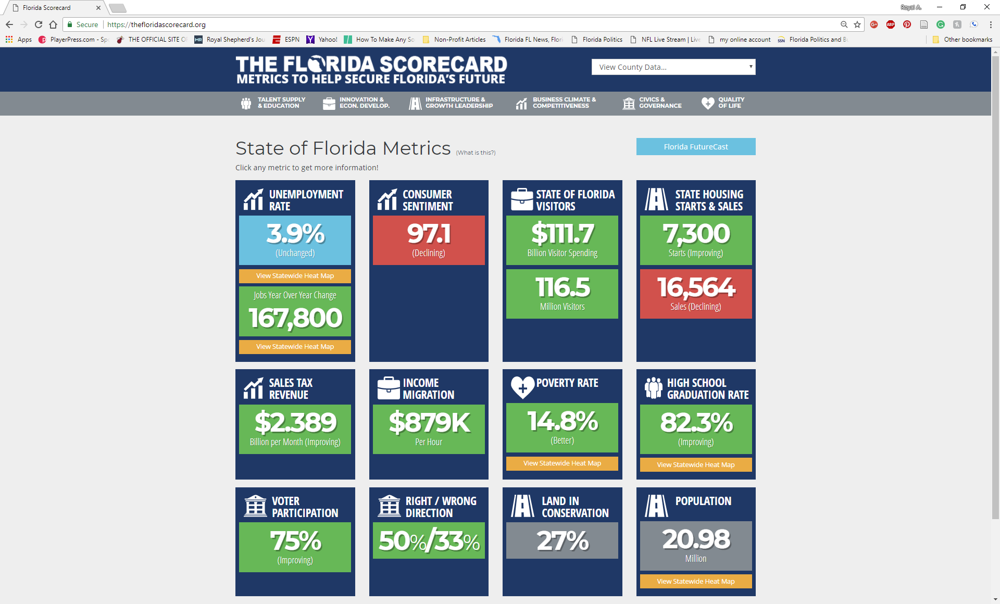 Florida Scorecard
Royal A.
Secure
https://thefloridascorecard.org
ABP
Apps
PlayerPress.com - Sp
THE OFFICIAL SITE OF
MR
Royal Shepherd's Jou
ESPN
Yahoo!
How To Make Any So
Non-Profit Articles
Florida FL News, Flori
Florida Politics
NFL Live Stream | Live
my online account
SSN
Florida Politics and Bu
Other bookmarks
THE FLORIDA SCORECARD
METRICS TO HELP SECURE FLORIDA'S FUTURE
View County Data...
TALENT SUPPLY
& EDUCATION
INNOVATION &
ECON. DEVELOP.
INFRASTRUCTURE &
GROWTH LEADERSHIP
BUSINESS CLIMATE &
COMPETITIVENESS
CIVICS &
GOVERNANCE
QUALITY
OF LIFE
State of Florida Metrics (What is this?)
Florida FutureCast
Click any metric to get more information!
UNEMPLOYMENT
RATE
3.9%
(Unchanged)
View Statewide Heat Map
Jobs Year Over Year Change
167,800
View Statewide Heat Map
CONSUMER
SENTIMENT
97.1
(Declining)
STATE OF FLORIDA
VISITORS
$111.7
Billion Visitor Spending
116.5
Million Visitors
STATE HOUSING
STARTS & SALES
7,300
Starts (Improving)
16,564
Sales (Declining)
SALES TAX
REVENUE
$2.389
Billion per Month (Improving)
INCOME
MIGRATION
$879K
Per Hour
POVERTY RATE
14.8%
(Better)
View Statewide Heat Map
HIGH SCHOOL
GRADUATION RATE
82.3%
(Improving)
View Statewide Heat Map
VOTER
PARTICIPATION
75%
(Improving)
RIGHT / WRONG
DIRECTION
50%/33%
LAND IN
CONSERVATION
27%
POPULATION
20.98
Million
View Statewide Heat Map